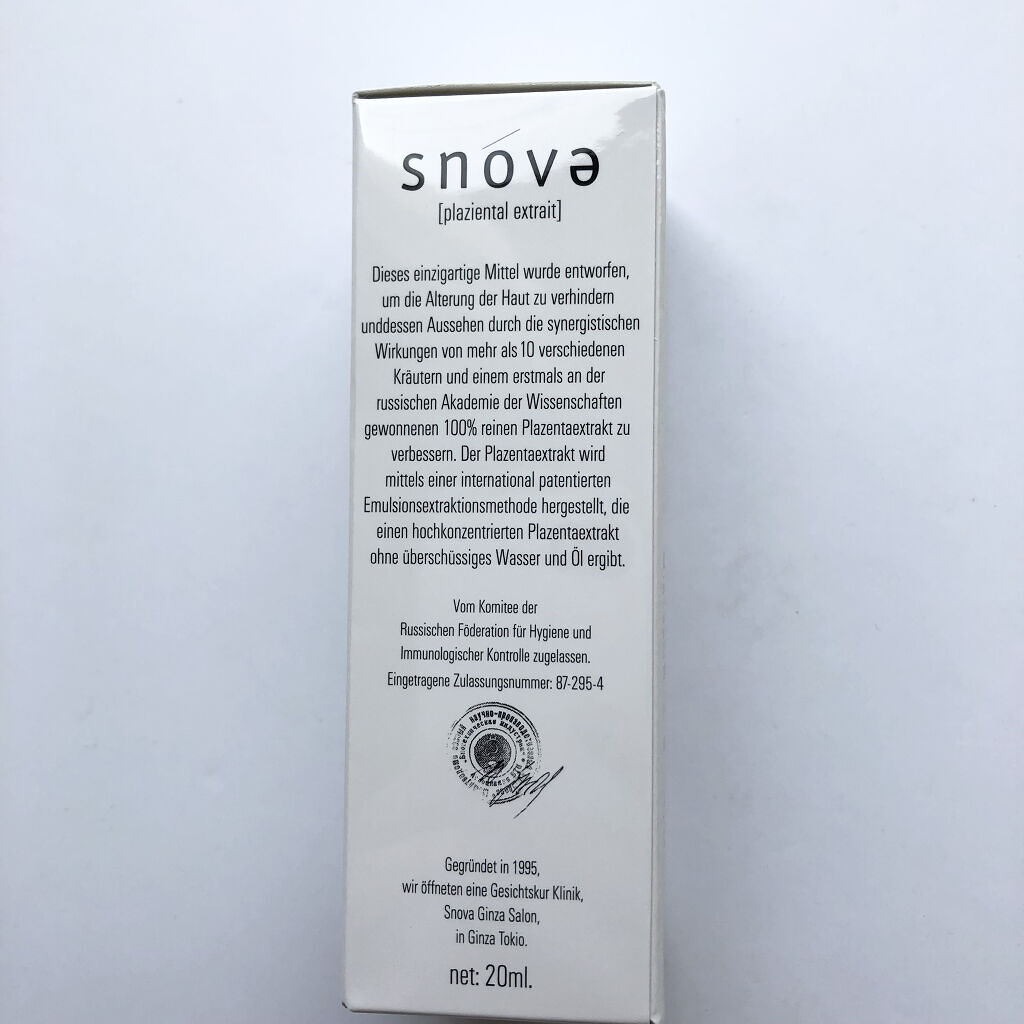 snóvə
[plaziental extrait]
Dieses einzigartige Mittel wurde entworfen,
um die Alterung der Haut zu verhindern
unddessen Aussehen durch die synergistischen
Wirkungen von mehr als 10 verschiedenen
Kräutern und einem erstmals an der
russischen Akademie der Wissenschaften
gewonnenen 100% reinen Plazentaextrakt zu
verbessern. Der Plazentaextrakt wird
mittels einer international patentierten
Emulsionsextraktionsmethode hergestellt, die
einen hochkonzentrierten Plazentaextrakt
ohne überschüssiges Wasser und Öl ergibt.
Vom Komitee der
Russischen Föderation für Hygiene und
Immunologischer Kontrolle zugelassen.
Eingetragene Zulassungsnummer: 87-295-4
Gegründet in 1995,
wir öffneten eine Gesichtskur Klinik,
Snova Ginza Salon,
in Ginza Tokio.
net: 20ml.